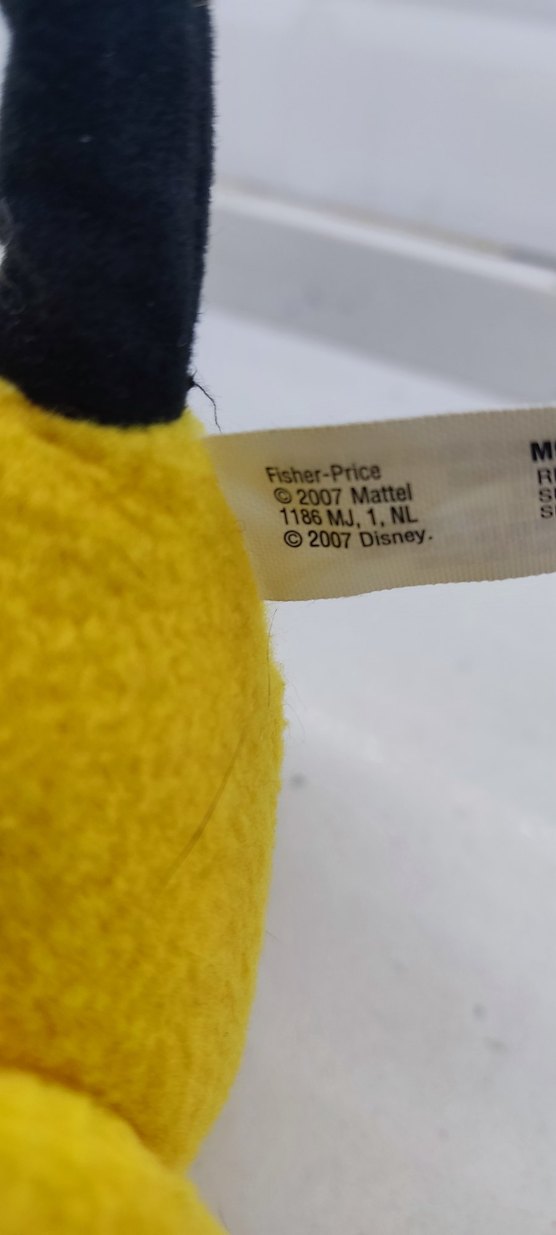 Fisher-Price
© 2007 Mattel
1186 MJ, 1, NL
© 2007 Disney.